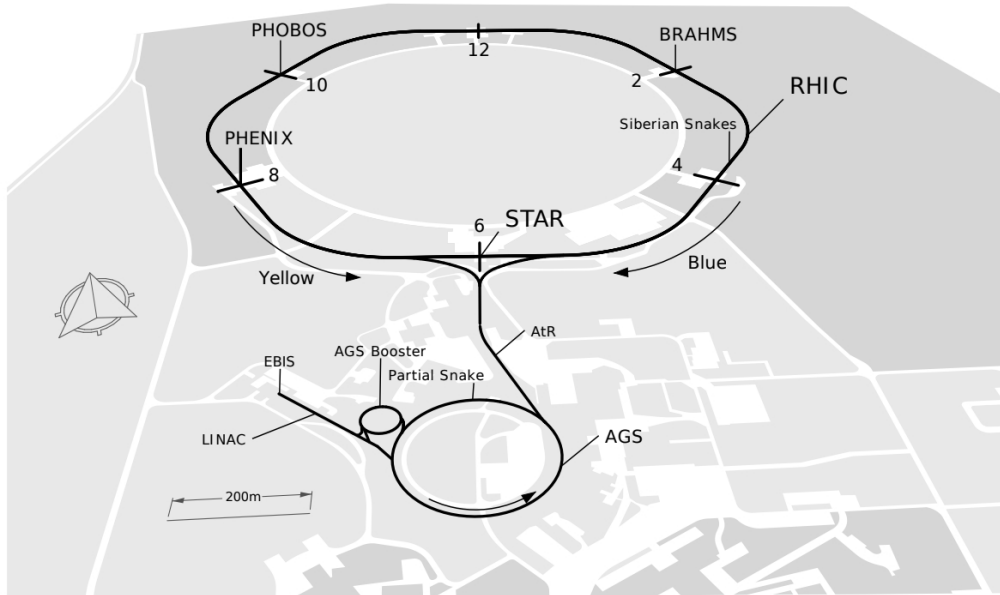 PHOBOS
12
BRAHMS
10
2
RHIC
Siberian Snakes
PHENIX
8
4
6
STAR
Yellow
Blue
AtR
AGS Booster
EBIS
Partial Snake
LINAC
AGS
200m